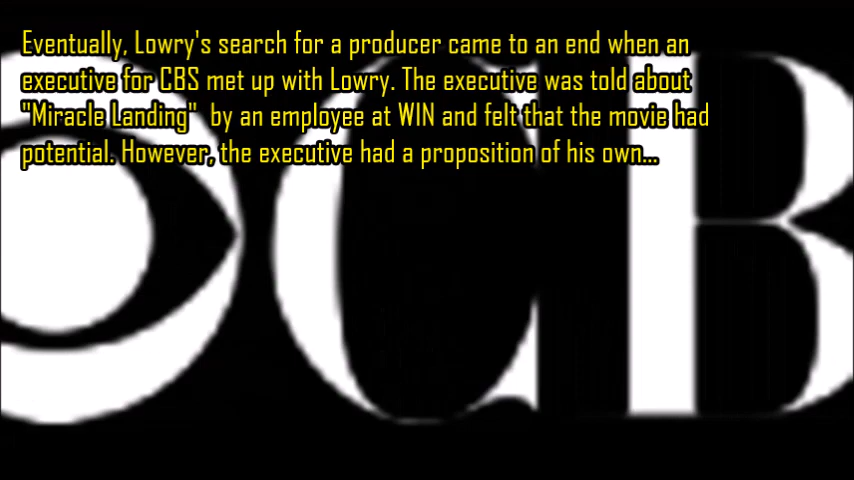 Eventually, Lowry's search for a producer came to an end when an
executive for CBS met up with Lowry. The executive was told about
"Miracle Landing"  by an employee at WIN and felt that the movie had
potential. However, the executive had a proposition of his own...
CB